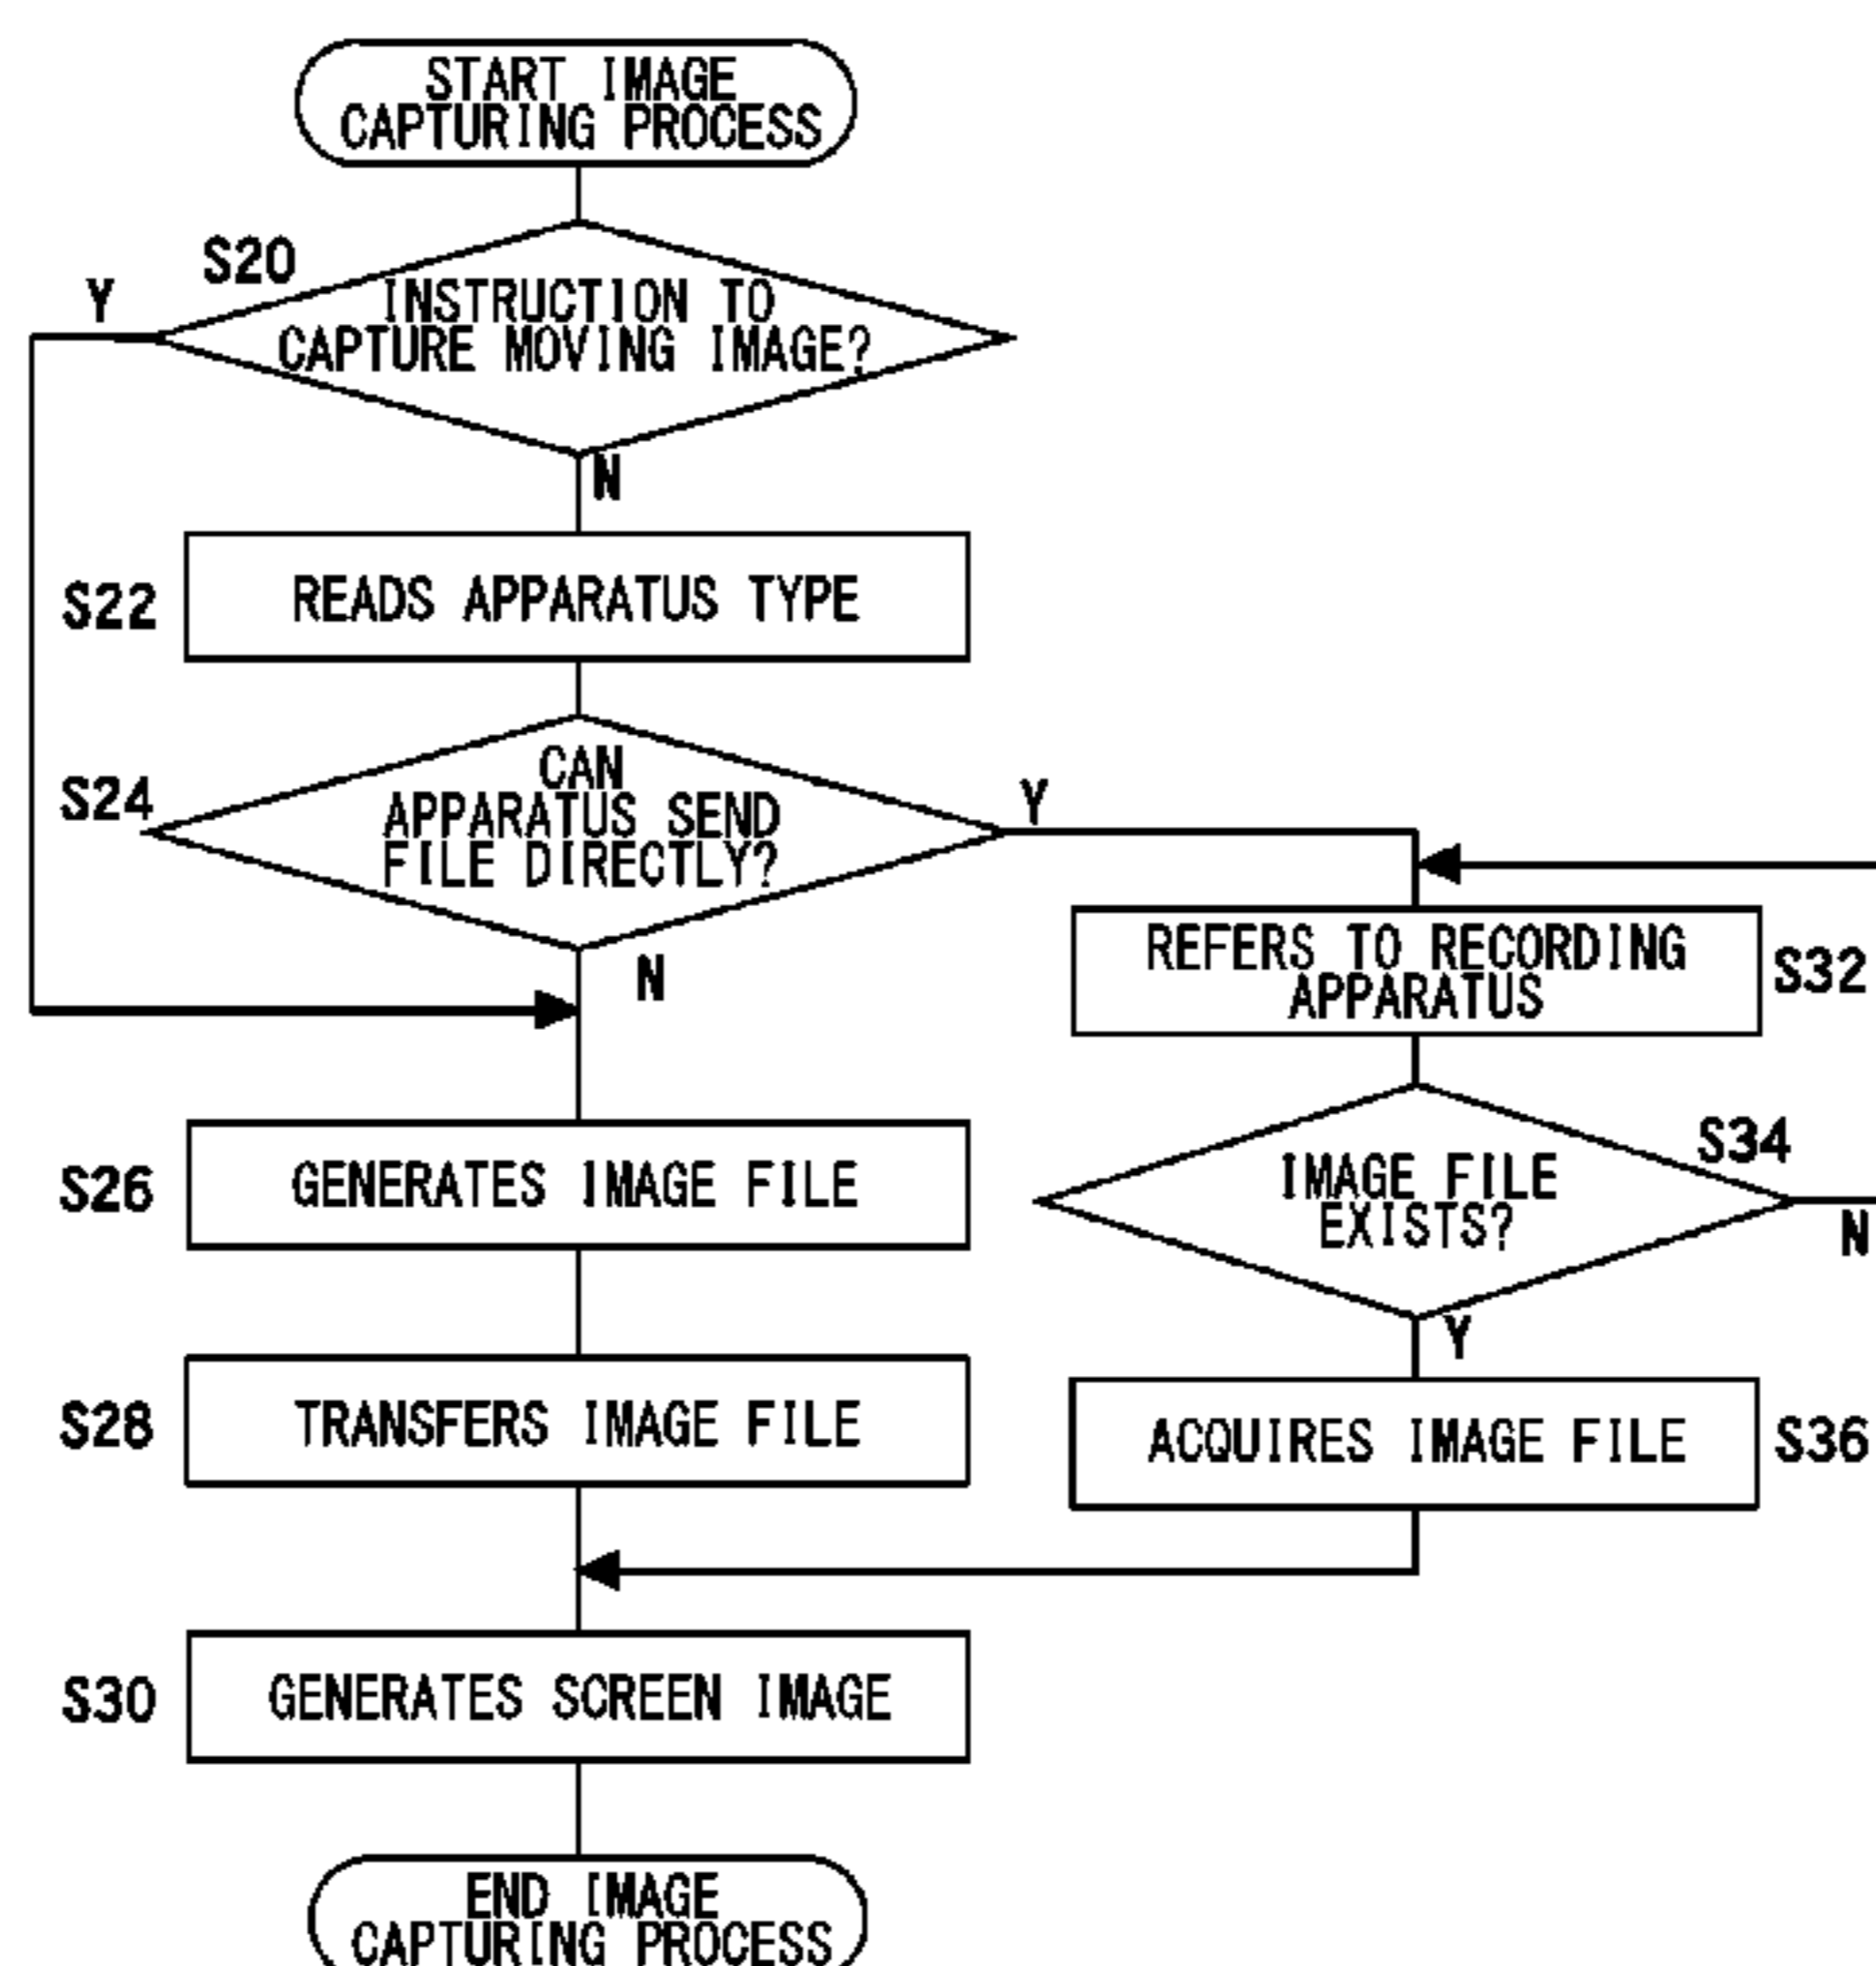 START IMAGE
CAPTURING PROCESS
S20
Y
INSTRUCTION TO
CAPTURE MOVING IMAGE?
N
S22
READS APPARATUS TYPE
S24
CAN
APPARATUS SEND
FILE DIRECTLY?
Y
N
REFERS TO RECORDING
APPARATUS
S32
S26
GENERATES IMAGE FILE
IMAGE FILE
EXISTS?
S34
N
Y
S28
TRANSFERS IMAGE FILE
ACQUIRES IMAGE FILE
S36
S30
GENERATES SCREEN IMAGE
END IMAGE
CAPTURING PROCESS